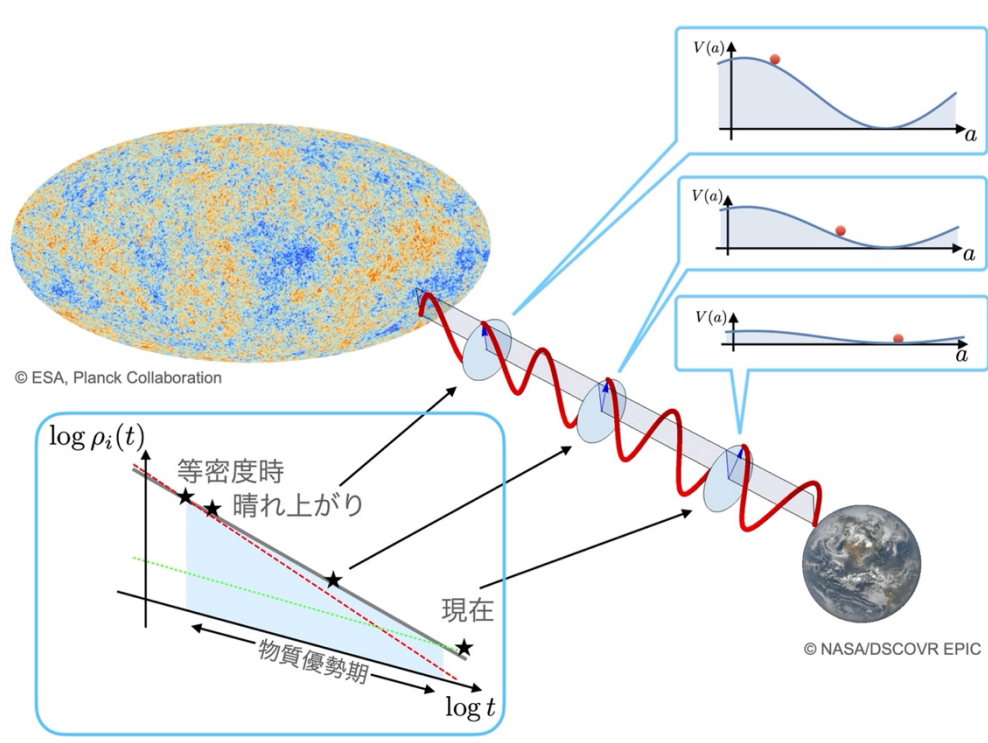 V(a)
a
V(a)
a
V(a)
a
© ESA, Planck Collaboration
log ρᵢ(t)
等密度時
晴れ上がり
現在
物質優勢期
log t
© NASA/DSCOVR EPIC